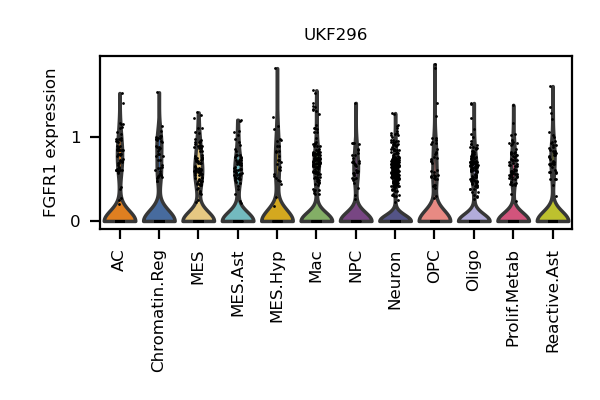 UKF296
FGFR1 expression
1
0
AC
Chromatin.Reg
MES
MES.Ast
MES.Hyp
Mac
NPC
Neuron
OPC
Oligo
Prolif.Metab
Reactive.Ast